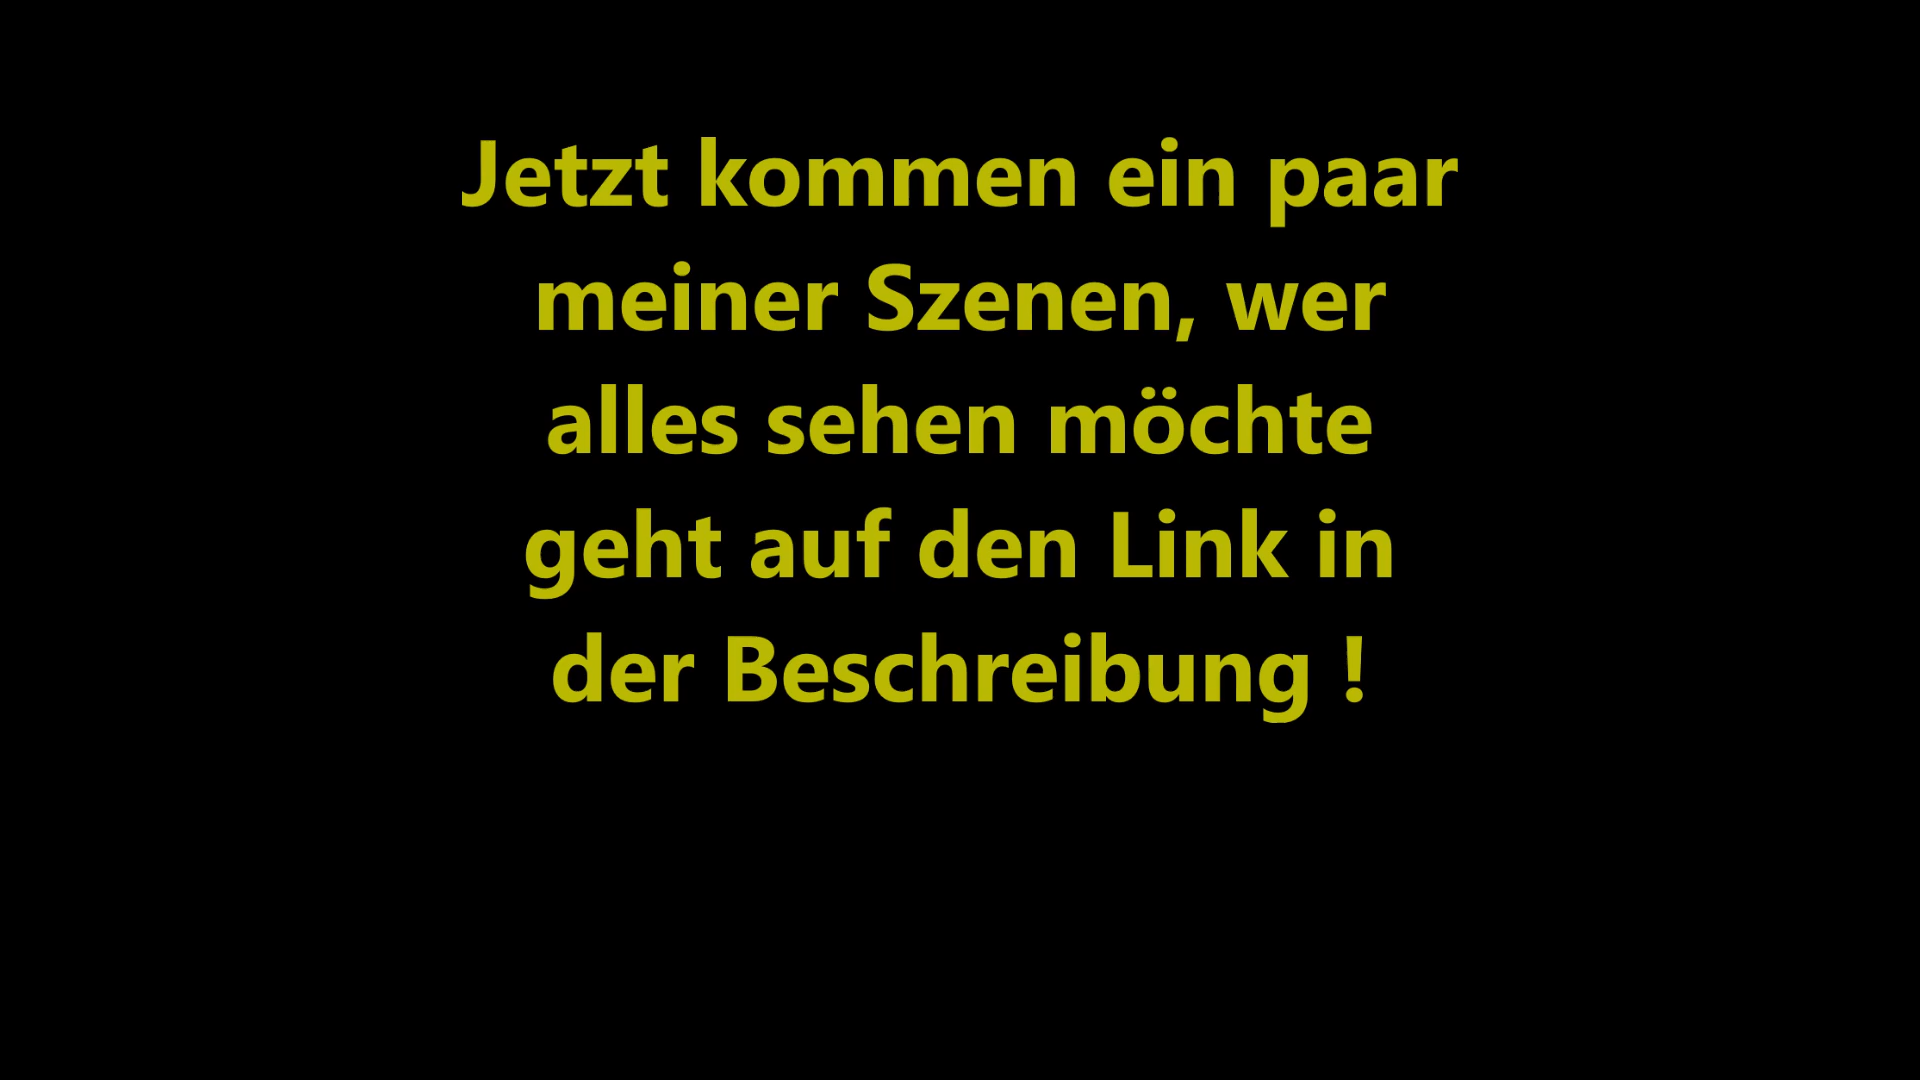 Jetzt kommen ein paar
meiner Szenen, wer
alles sehen möchte
geht auf den Link in
der Beschreibung !